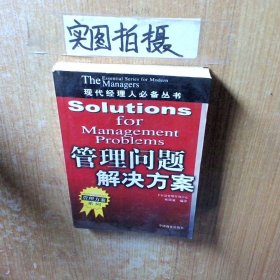 实图拍摄
The Essential Series for Modern Managers
现代经理人必备丛书
Solutions
for
Management
Problems
管理问题
解决方案